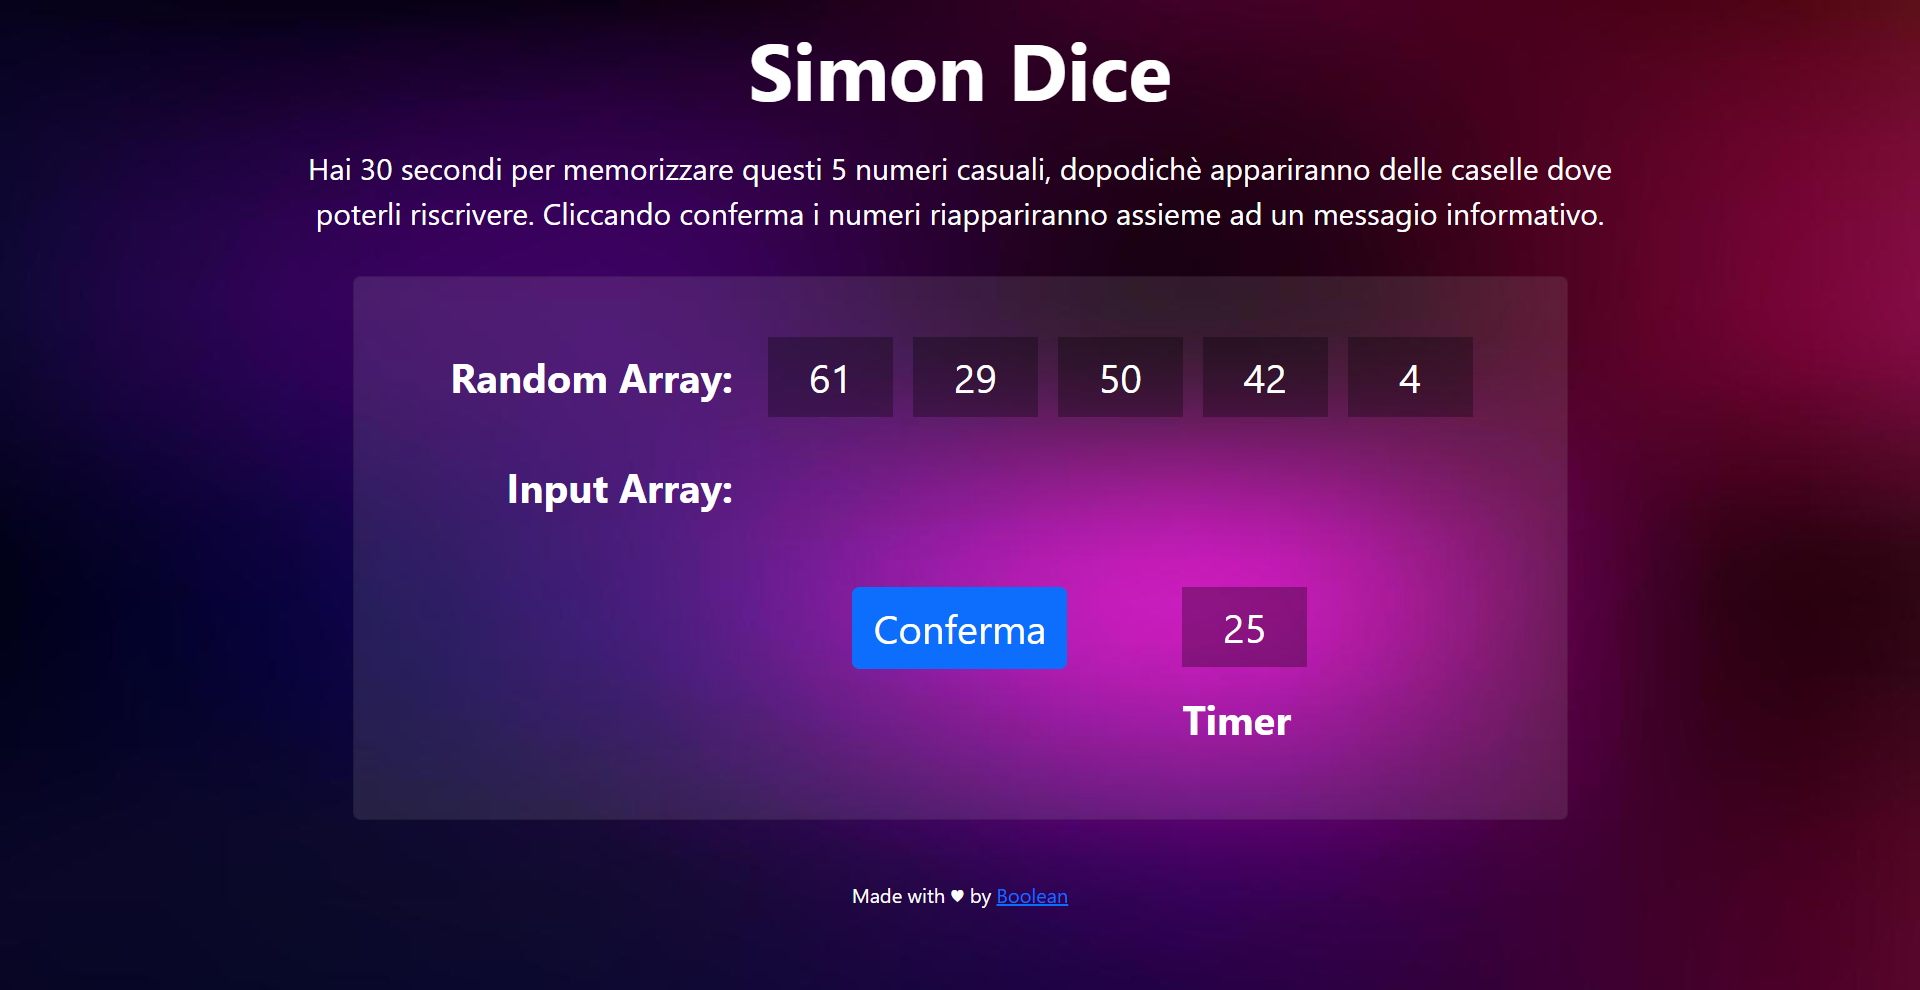 Simon Dice
Hai 30 secondi per memorizzare questi 5 numeri casuali, dopodichè appariranno delle caselle dove
poterli riscrivere. Cliccando conferma i numeri riappariranno assieme ad un messagio informativo.
Random Array: 61 29 50 42 4
Input Array:
Conferma 25
Timer
Made with ♥ by Boolean